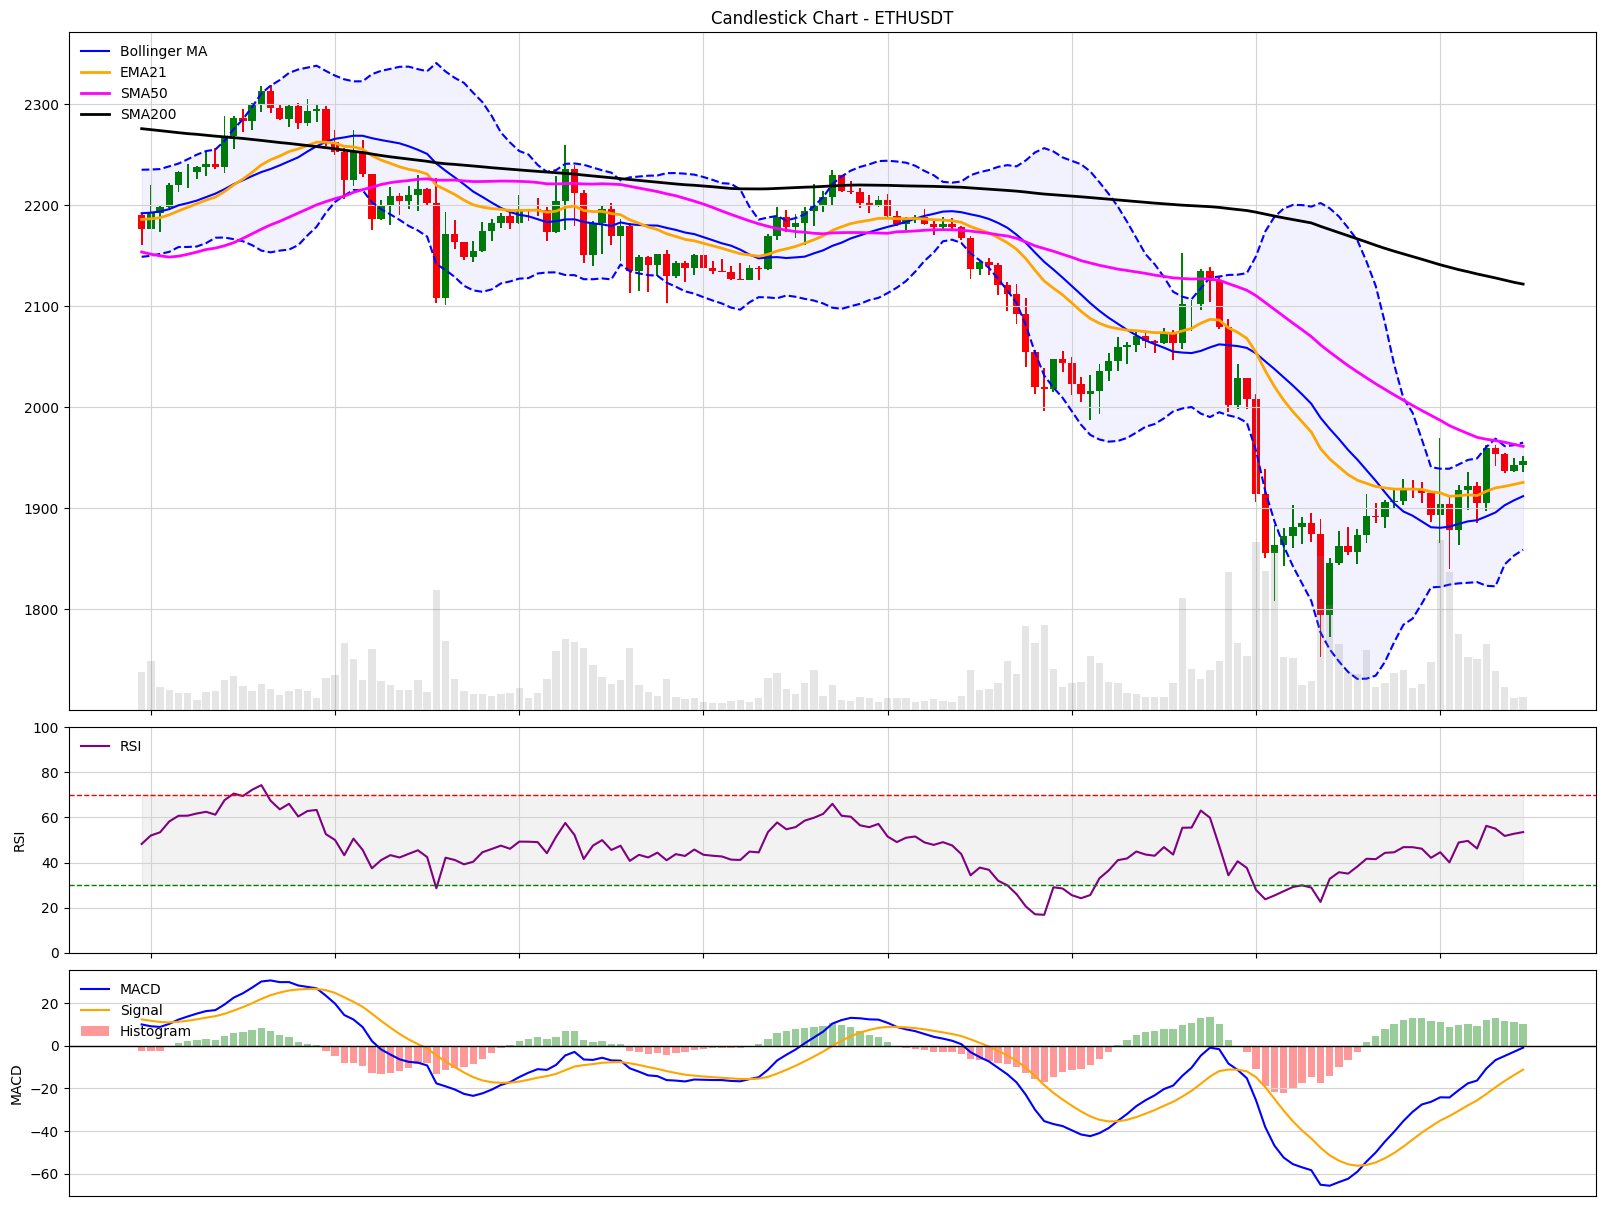 Candlestick Chart - ETHUSDT
Bollinger MA
EMA21
SMA50
SMA200
2300
2200
2100
2000
1900
1800
RSI
100
80
60
40
20
0
RSI
MACD
Signal
Histogram
20
0
−20
−40
−60
MACD